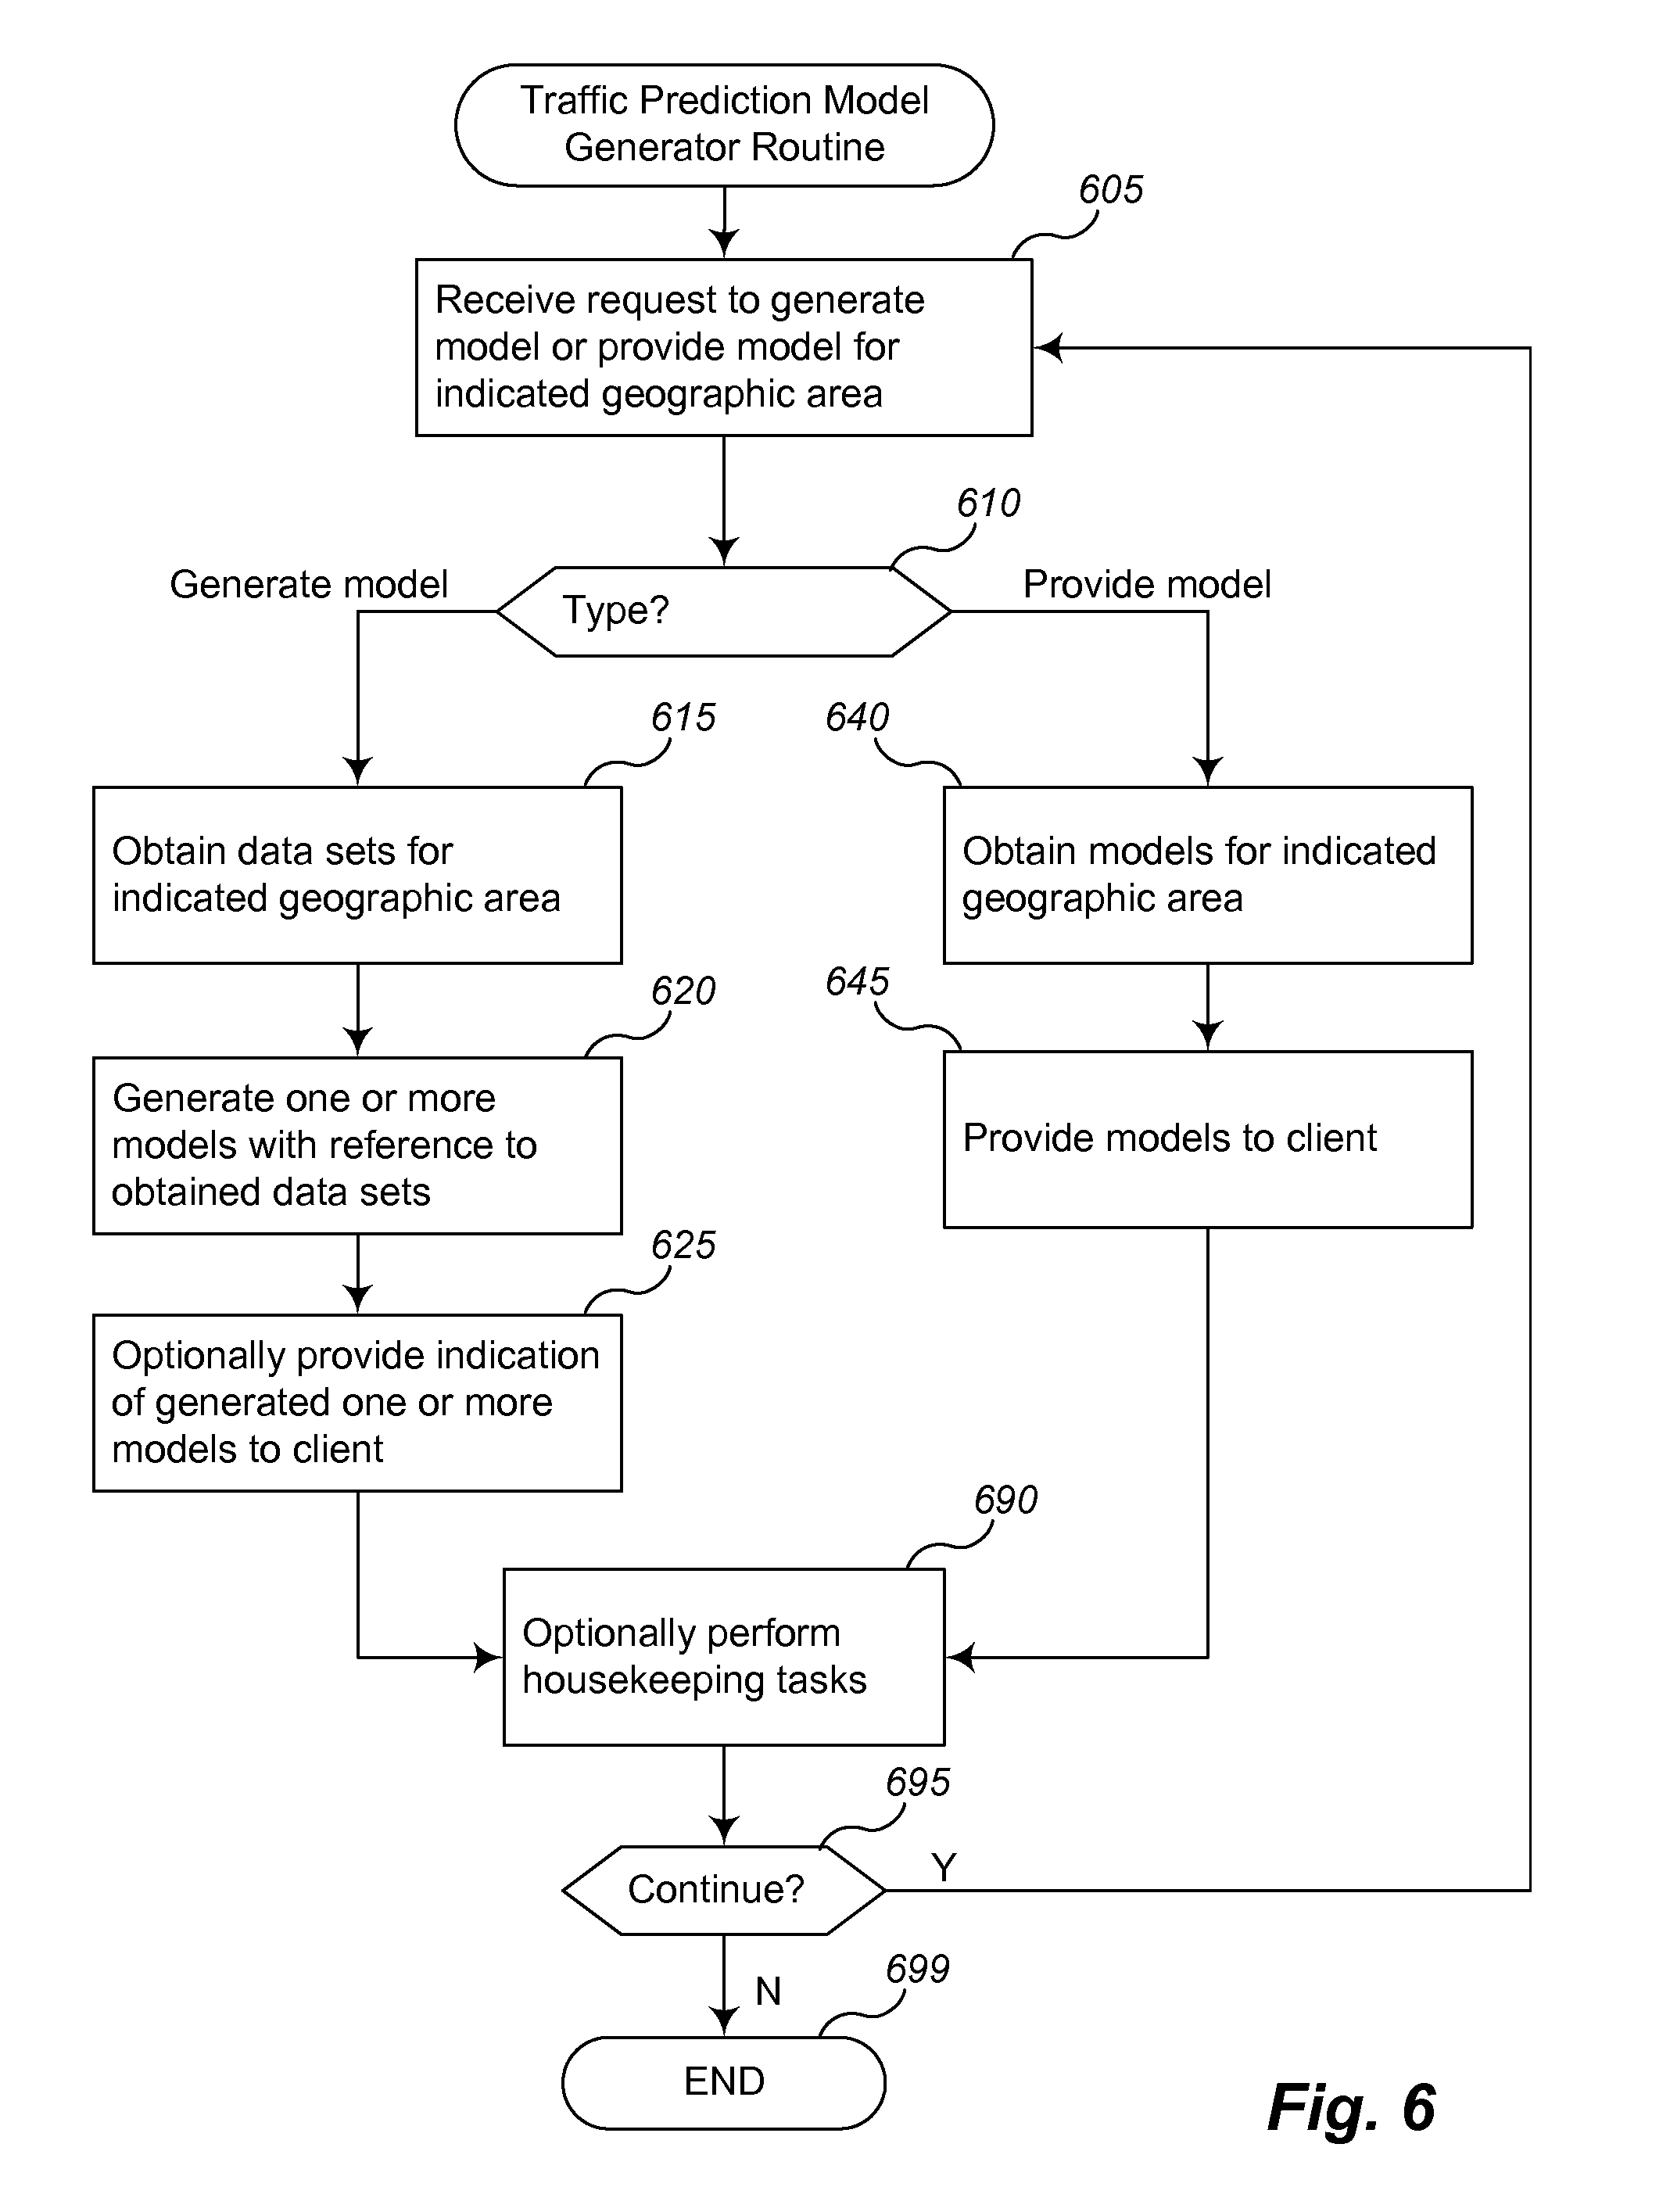 Traffic Prediction Model
Generator Routine
605
Receive request to generate
model or provide model for
indicated geographic area
610
Generate model
Type?
Provide model
615
Obtain data sets for
indicated geographic area
640
Obtain models for indicated
geographic area
620
Generate one or more
models with reference to
obtained data sets
645
Provide models to client
625
Optionally provide indication
of generated one or more
models to client
690
Optionally perform
housekeeping tasks
695
Continue?
Y
N
699
END
Fig. 6